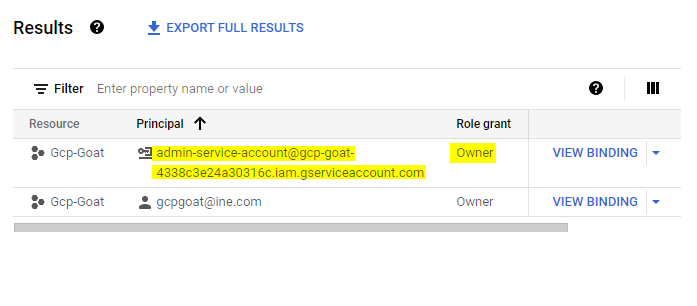 Results
EXPORT FULL RESULTS
Filter Enter property name or value
Resource Principal Role grant
Gcp-Goat admin-service-account@gcp-goat- Owner VIEW BINDING
4338c3e24a30316c.iam.gserviceaccount.com
Gcp-Goat gcpgoat@ine.com Owner VIEW BINDING